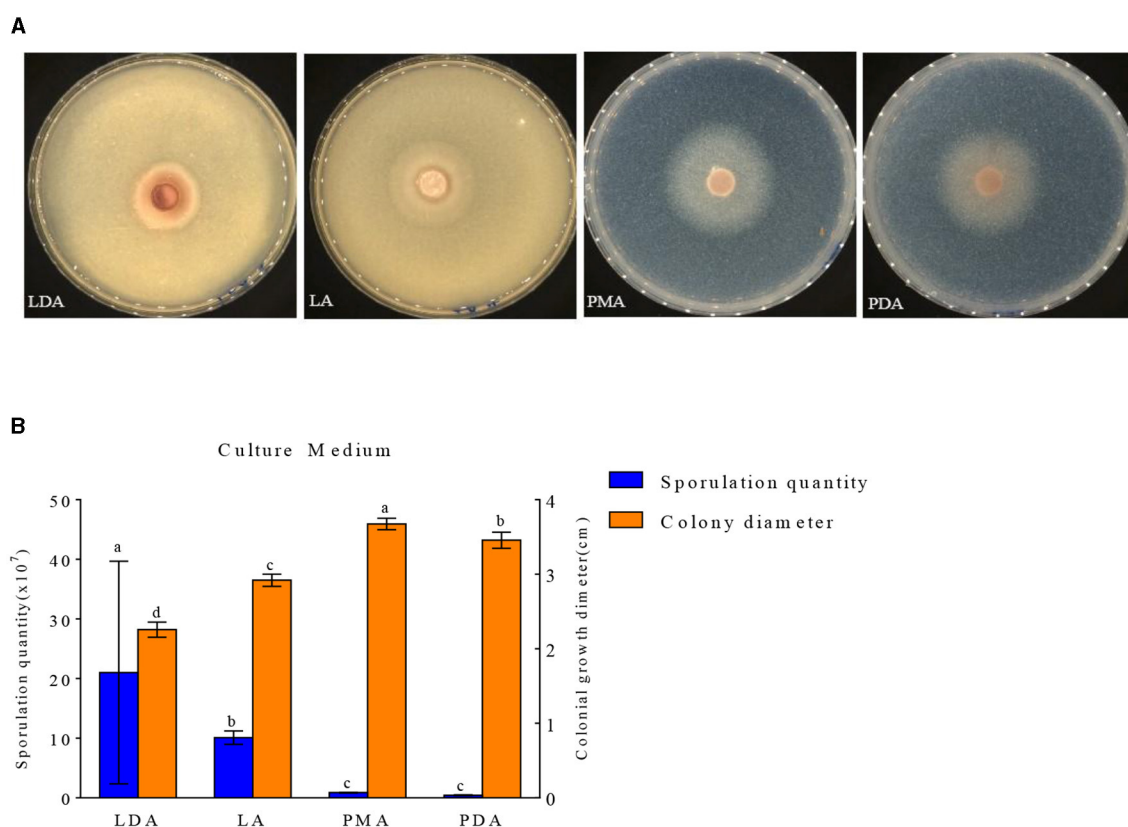 A
LDA
LA
PMA
PDA
B
Culture Medium
Sporulation quantity
Colony diameter
Sporulation quantity(x10⁷)
50
40
30
20
10
0
a
d
b
c
c
a
c
b
4
3
2
1
0
Colonial growth dimeter(cm)
LDA LA PMA PDA